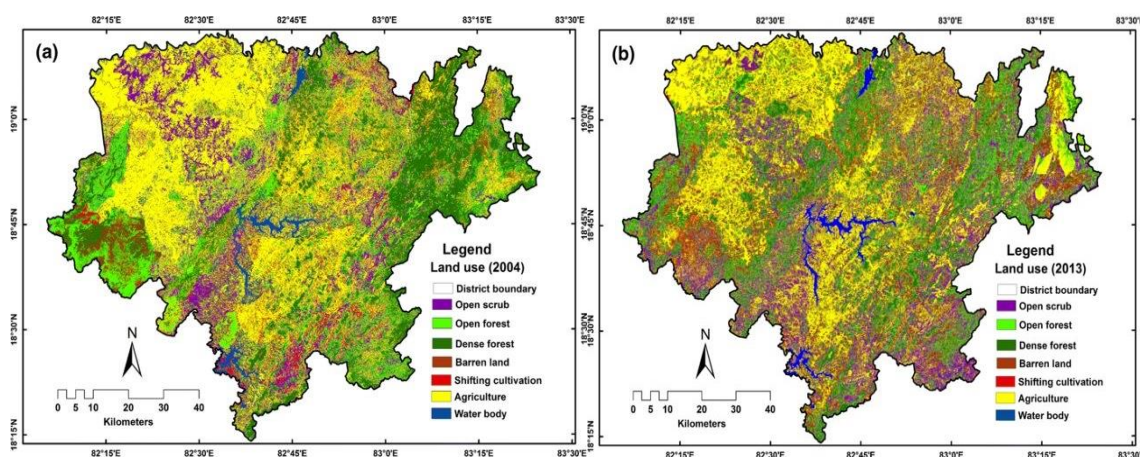 82°15'E 82°30'E 82°45'E 83°0'E 83°15'E 83°30'E
(a)
19°0'N
18°45'N
18°30'N
18°15'N
Legend
Land use (2004)
District boundary
Open scrub
Open forest
Dense forest
Barren land
Shifting cultivation
Agriculture
Water body
N
0 5 10 20 30 40
Kilometers
82°15'E 82°30'E 82°45'E 83°0'E 83°15'E 83°30'E
82°15'E 82°30'E 82°45'E 83°0'E 83°15'E 83°30'E
(b)
19°0'N
18°45'N
18°30'N
18°15'N
Legend
Land use (2013)
District boundary
Open scrub
Open forest
Dense forest
Barren land
Shifting cultivation
Agriculture
Water body
N
0 5 10 20 30 40
Kilometers
82°15'E 82°30'E 82°45'E 83°0'E 83°15'E 83°30'E